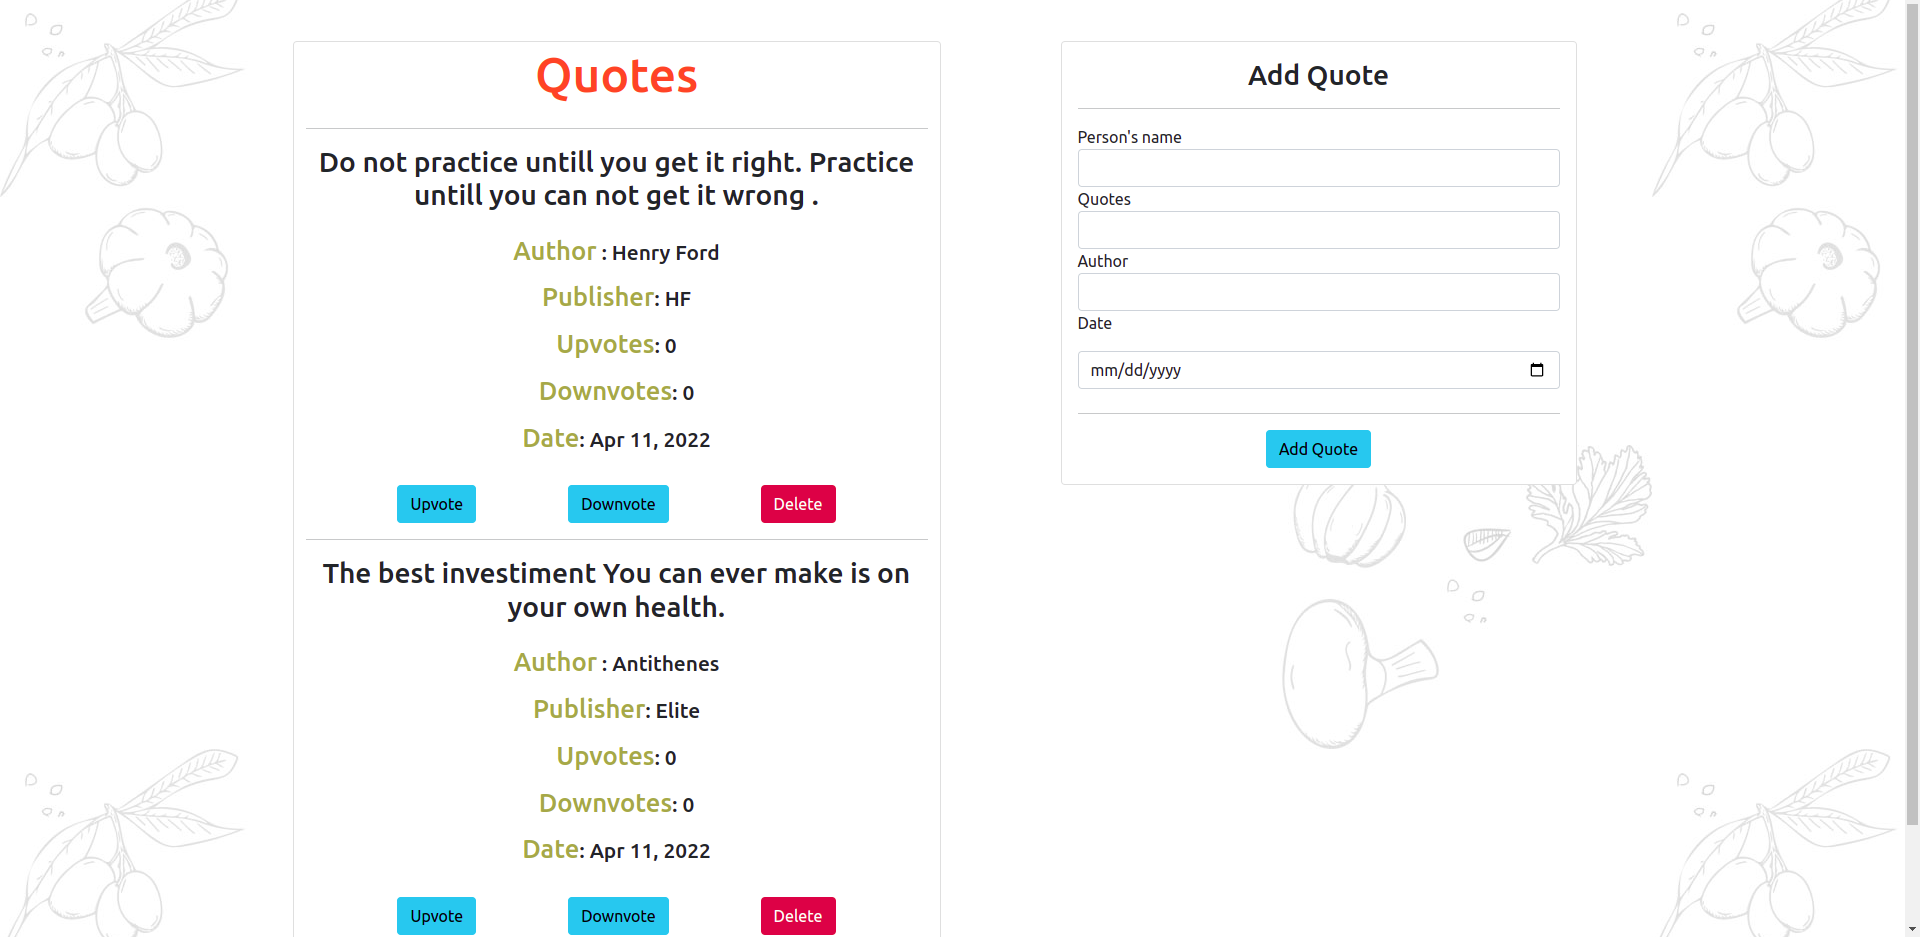 Quotes
Do not practice untill you get it right. Practice
untill you can not get it wrong .
Author : Henry Ford
Publisher: HF
Upvotes: 0
Downvotes: 0
Date: Apr 11, 2022
Upvote Downvote Delete
The best investiment You can ever make is on
your own health.
Author : Antithenes
Publisher: Elite
Upvotes: 0
Downvotes: 0
Date: Apr 11, 2022
Upvote Downvote Delete
Add Quote
Person's name
Quotes
Author
Date
mm/dd/yyyy
Add Quote